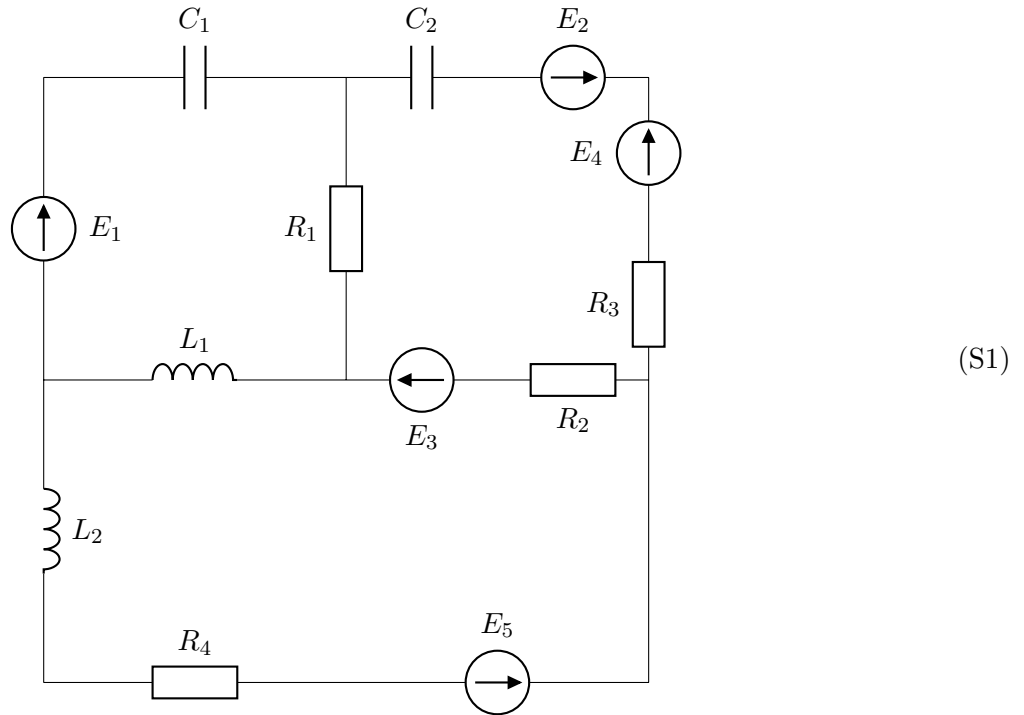 C₁
C₂
E₂
E₄
E₁
R₁
R₃
L₁
(S1)
E₃
R₂
L₂
R₄
E₅